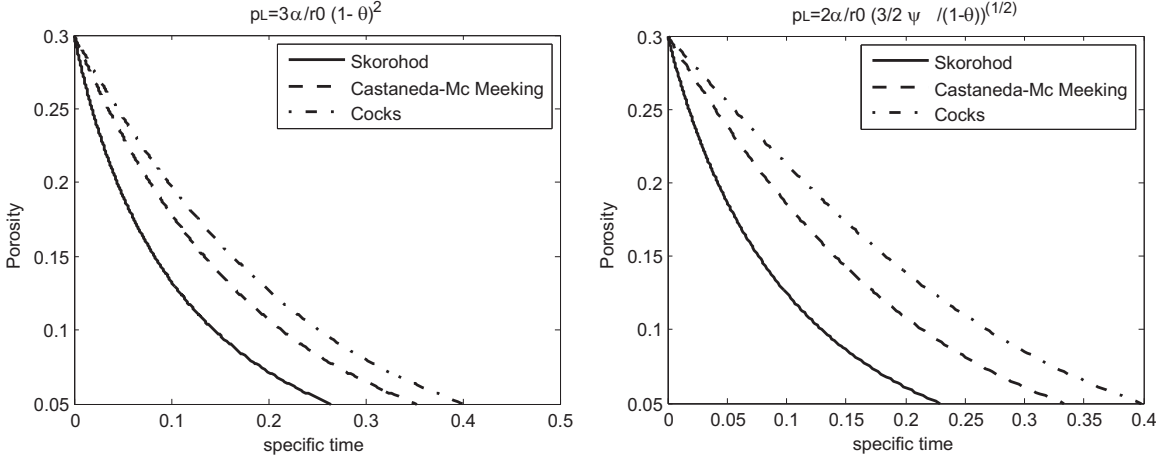 pL=3α/r0 (1- θ)²
0.3
0.25
0.2
0.15
0.1
0.05
Porosity
Skorohod
Castaneda-Mc Meeking
Cocks
0 0.1 0.2 0.3 0.4 0.5
specific time
pL=2α/r0 (3/2 ψ /(1-θ))^(1/2)
0.3
0.25
0.2
0.15
0.1
0.05
Porosity
Skorohod
Castaneda-Mc Meeking
Cocks
0 0.05 0.1 0.15 0.2 0.25 0.3 0.35 0.4
specific time